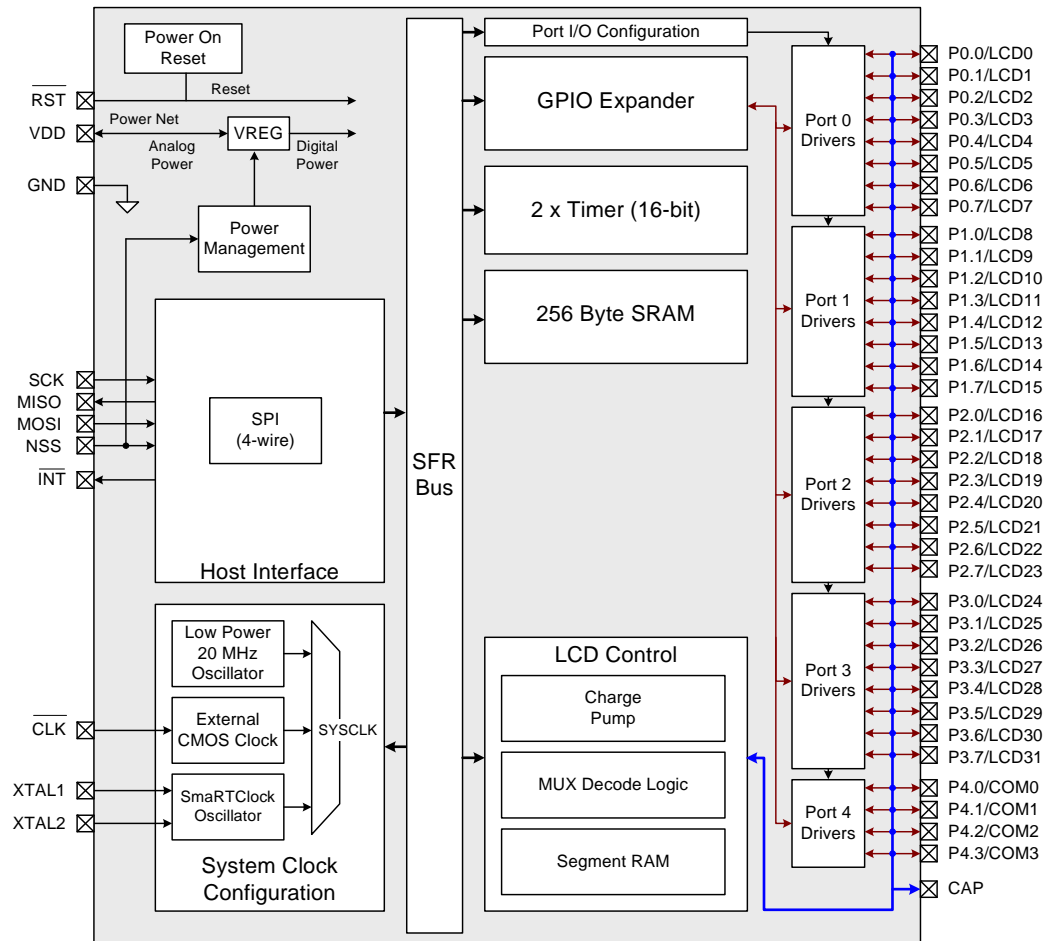 Power On
Reset
RST
Reset
VDD
Power Net
Analog
Power
VREG
Digital
Power
GND
Power
Management
SCK
MISO
MOSI
NSS
INT
SPI
(4-wire)
Host Interface
Low Power
20 MHz
Oscillator
CLK
External
CMOS Clock
SYSCLK
XTAL1
XTAL2
SmaRTClock
Oscillator
System Clock
Configuration
SFR
Bus
Port I/O Configuration
GPIO Expander
2 x Timer (16-bit)
256 Byte SRAM
LCD Control
Charge
Pump
MUX Decode Logic
Segment RAM
Port 0
Drivers
Port 1
Drivers
Port 2
Drivers
Port 3
Drivers
Port 4
Drivers
P0.0/LCD0
P0.1/LCD1
P0.2/LCD2
P0.3/LCD3
P0.4/LCD4
P0.5/LCD5
P0.6/LCD6
P0.7/LCD7
P1.0/LCD8
P1.1/LCD9
P1.2/LCD10
P1.3/LCD11
P1.4/LCD12
P1.5/LCD13
P1.6/LCD14
P1.7/LCD15
P2.0/LCD16
P2.1/LCD17
P2.2/LCD18
P2.3/LCD19
P2.4/LCD20
P2.5/LCD21
P2.6/LCD22
P2.7/LCD23
P3.0/LCD24
P3.1/LCD25
P3.2/LCD26
P3.3/LCD27
P3.4/LCD28
P3.5/LCD29
P3.6/LCD30
P3.7/LCD31
P4.0/COM0
P4.1/COM1
P4.2/COM2
P4.3/COM3
CAP